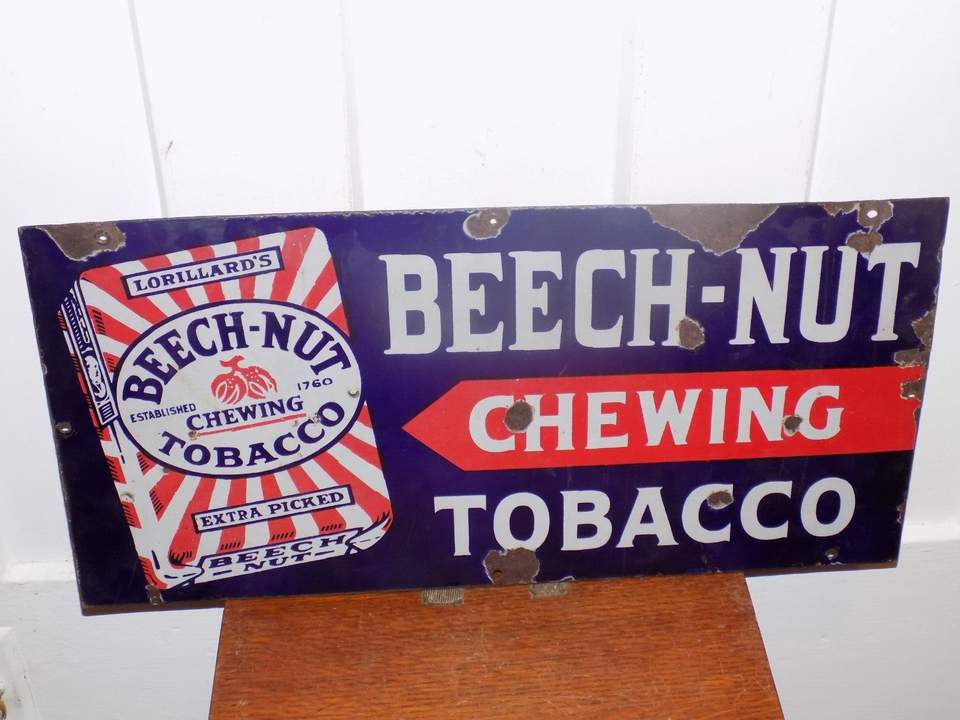 LORILLARD'S
BEECH-NUT
ESTABLISHED 1760
CHEWING
TOBACCO
EXTRA PICKED
BEECH
NUT
BEECH-NUT
CHEWING
TOBACCO